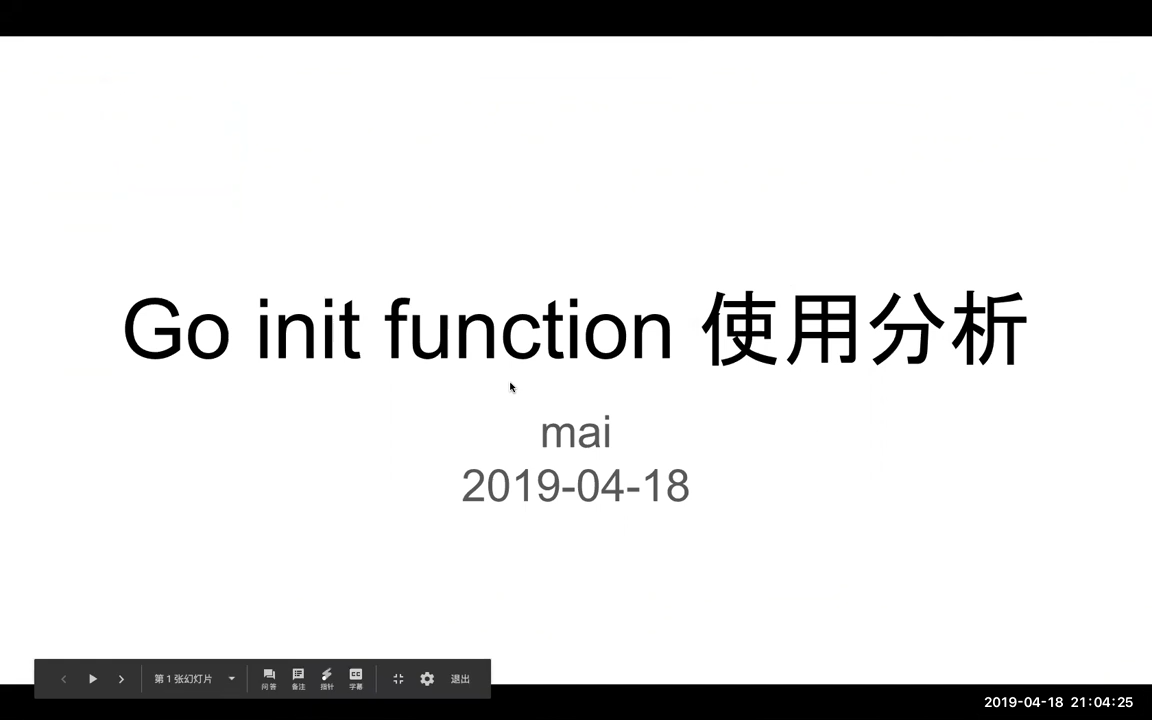 Go init function 使用分析
mai
2019-04-18
第 1 张幻灯片
问答
备注
指针
字幕
退出
2019-04-18 21:04:25